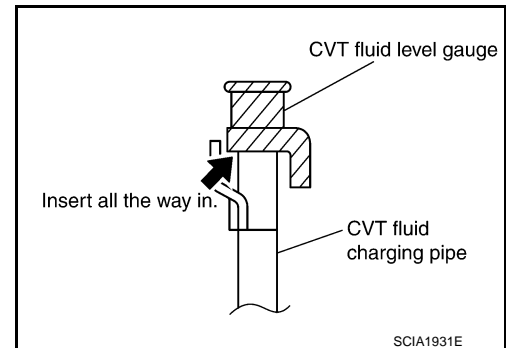 CVT fluid level gauge
Insert all the way in.
CVT fluid
charging pipe
SCIA1931E